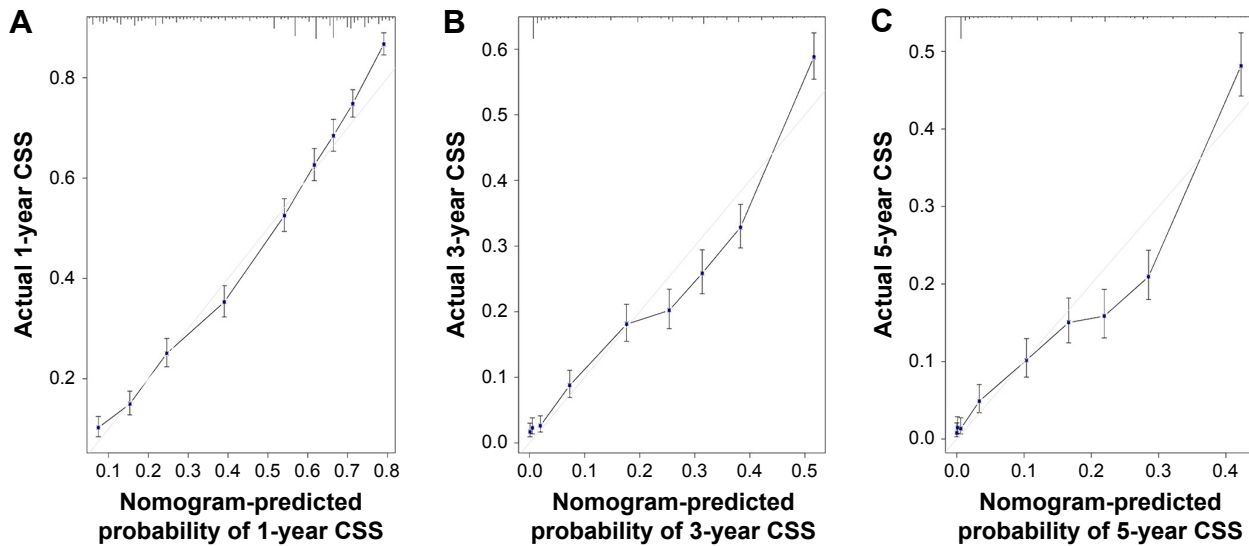 A
Actual 1-year CSS
0.8
0.6
0.4
0.2
0.1 0.2 0.3 0.4 0.5 0.6 0.7 0.8
Nomogram-predicted
probability of 1-year CSS
B
Actual 3-year CSS
0.6
0.5
0.4
0.3
0.2
0.1
0.0
0.0 0.1 0.2 0.3 0.4 0.5
Nomogram-predicted
probability of 3-year CSS
C
Actual 5-year CSS
0.5
0.4
0.3
0.2
0.1
0.0
0.0 0.1 0.2 0.3 0.4
Nomogram-predicted
probability of 5-year CSS